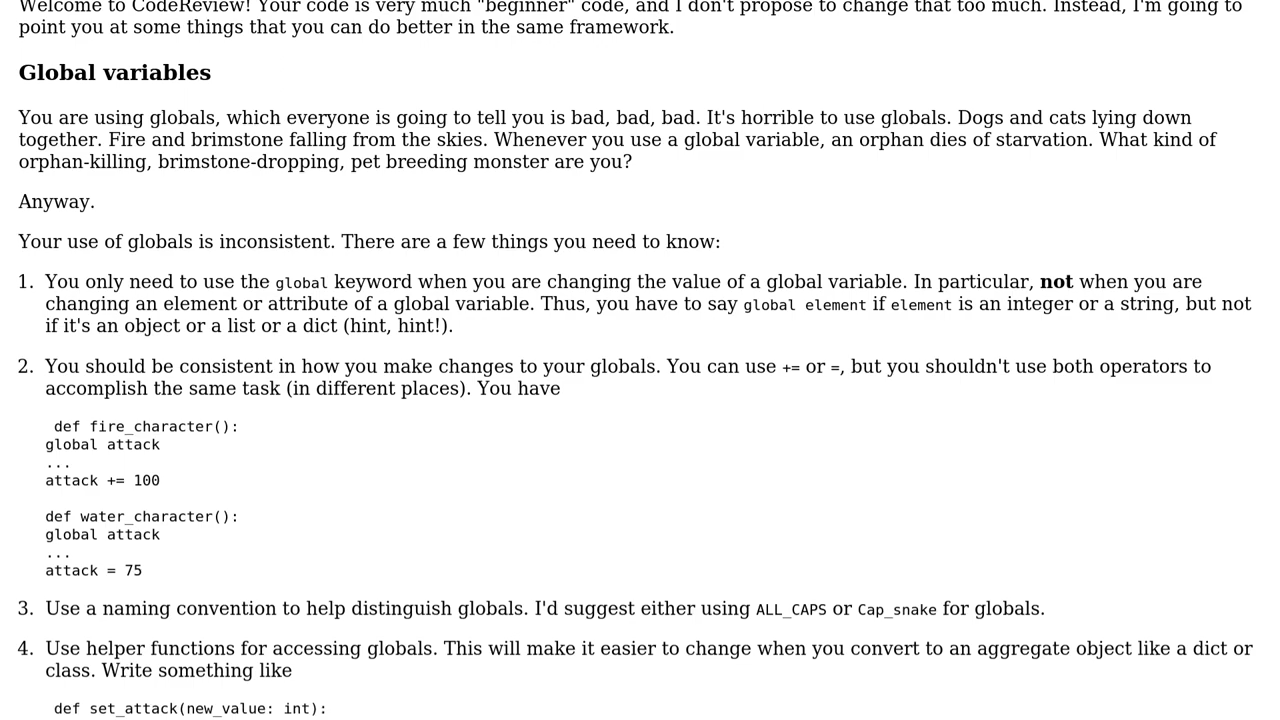 Welcome to CodeReview! Your code is very much "beginner" code, and I don't propose to change that too much. Instead, I'm going to
point you at some things that you can do better in the same framework.
Global variables
You are using globals, which everyone is going to tell you is bad, bad, bad. It's horrible to use globals. Dogs and cats lying down
together. Fire and brimstone falling from the skies. Whenever you use a global variable, an orphan dies of starvation. What kind of
orphan-killing, brimstone-dropping, pet breeding monster are you?
Anyway.
Your use of globals is inconsistent. There are a few things you need to know:
1. You only need to use the global keyword when you are changing the value of a global variable. In particular, not when you are
changing an element or attribute of a global variable. Thus, you have to say global element if element is an integer or a string, but not
if it's an object or a list or a dict (hint, hint!).
2. You should be consistent in how you make changes to your globals. You can use += or =, but you shouldn't use both operators to
accomplish the same task (in different places). You have
def fire_character():
global attack
...
attack += 100
def water_character():
global attack
...
attack = 75
3. Use a naming convention to help distinguish globals. I'd suggest either using ALL_CAPS or Cap_snake for globals.
4. Use helper functions for accessing globals. This will make it easier to change when you convert to an aggregate object like a dict or
class. Write something like
def set_attack(new_value: int):